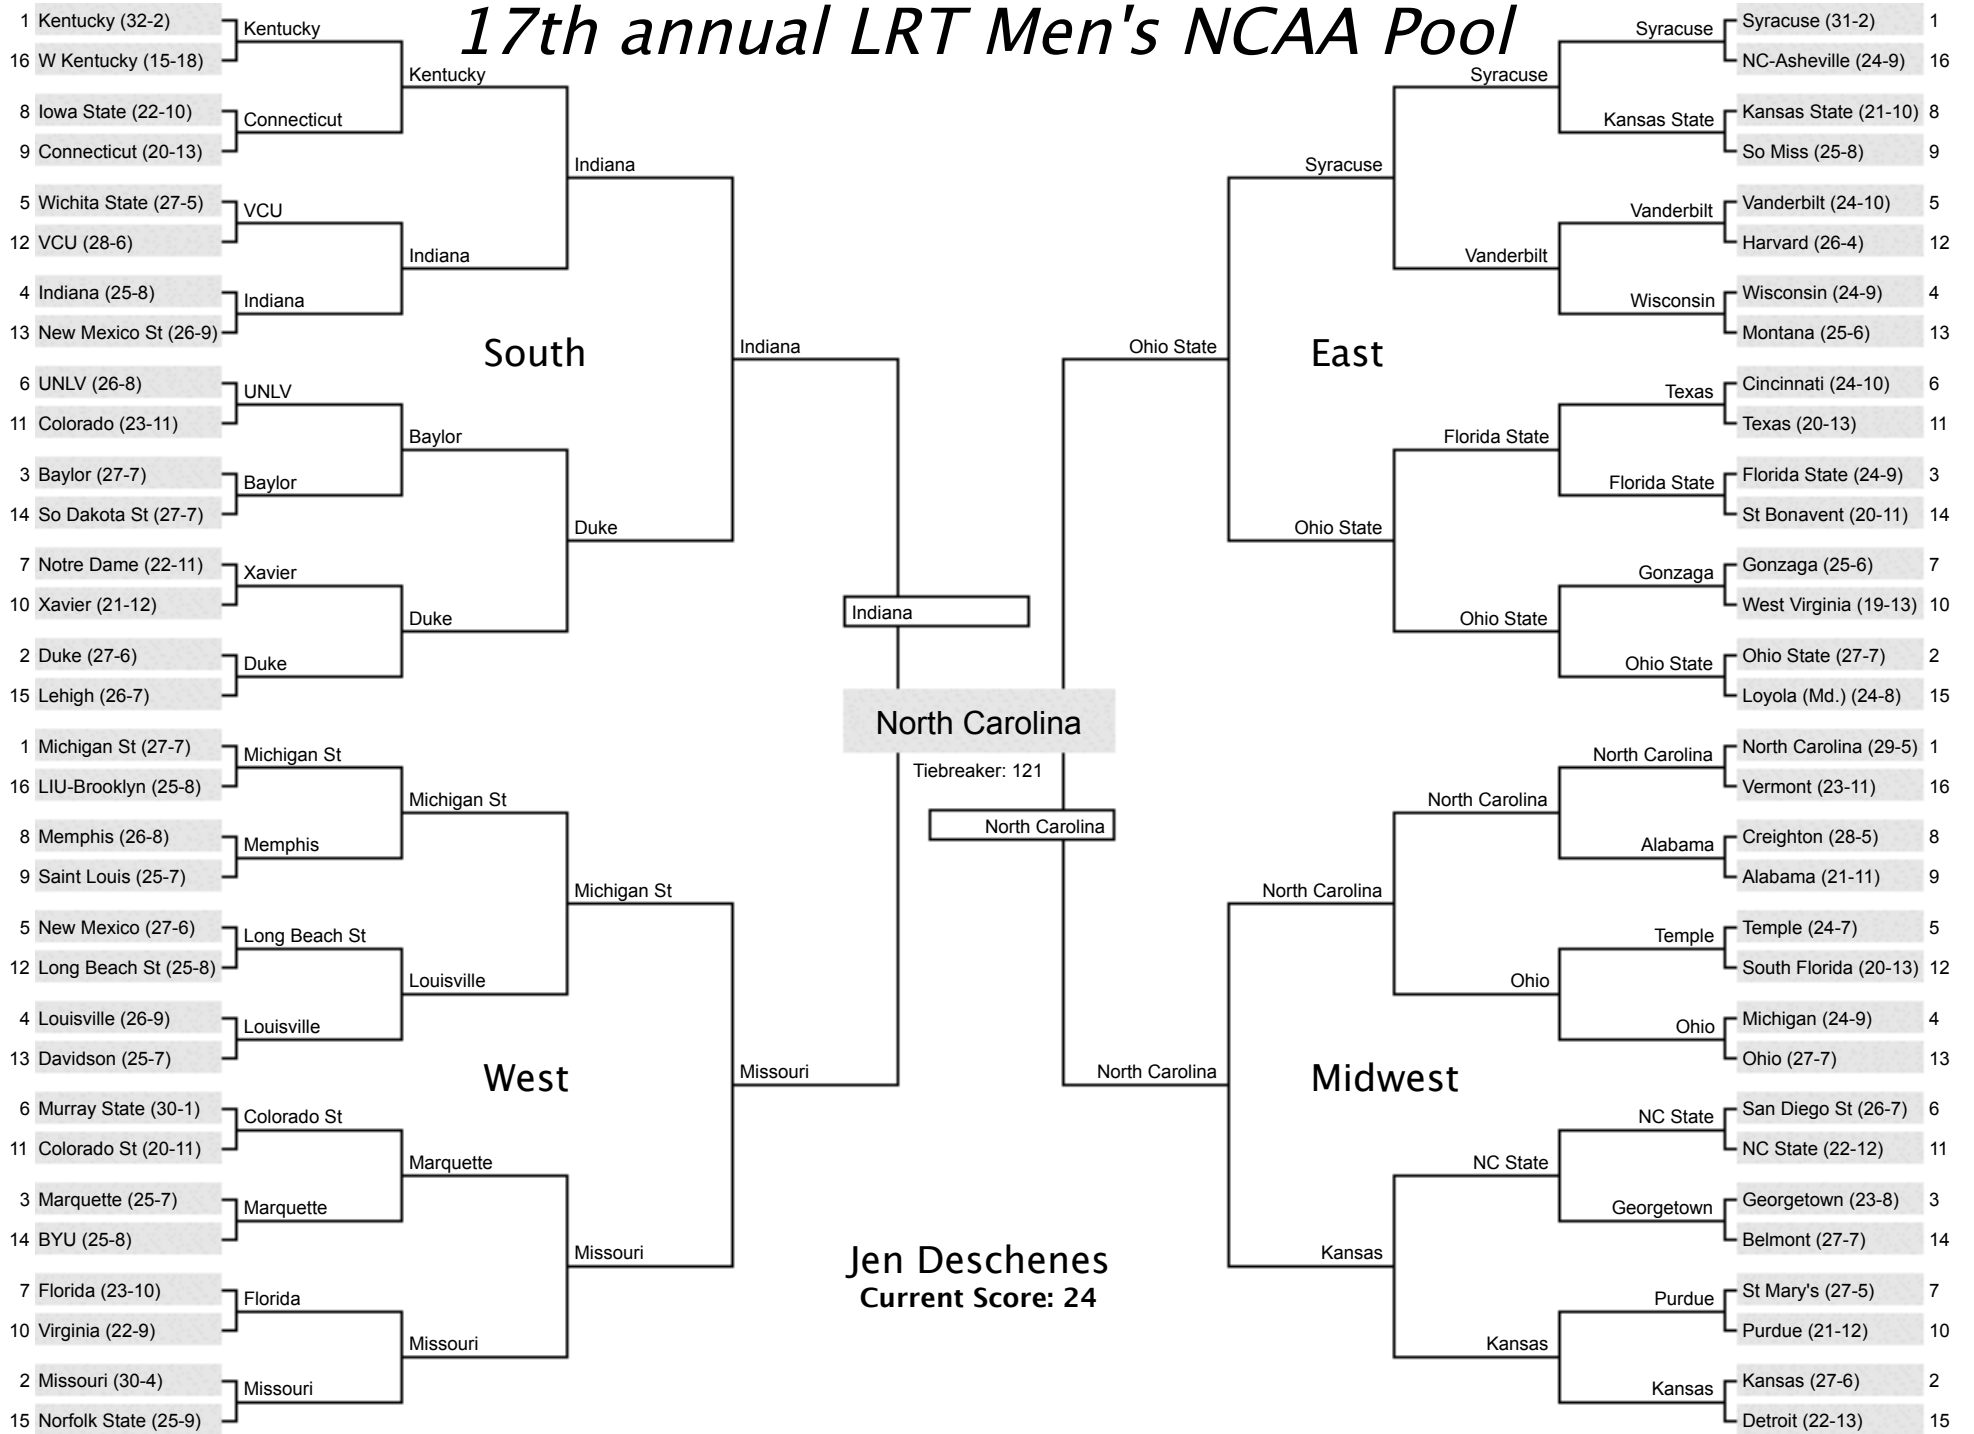 17th annual LRT Men's NCAA Pool
1 Kentucky (32-2)
16 W Kentucky (15-18)
8 Iowa State (22-10)
9 Connecticut (20-13)
5 Wichita State (27-5)
12 VCU (28-6)
4 Indiana (25-8)
13 New Mexico St (26-9)
6 UNLV (26-8)
11 Colorado (23-11)
3 Baylor (27-7)
14 So Dakota St (27-7)
7 Notre Dame (22-11)
10 Xavier (21-12)
2 Duke (27-6)
15 Lehigh (26-7)
Kentucky
Connecticut
VCU
Indiana
UNLV
Baylor
Xavier
Duke
Kentucky
Indiana
Baylor
Duke
Indiana
Duke
South
Indiana
1 Michigan St (27-7)
16 LIU-Brooklyn (25-8)
8 Memphis (26-8)
9 Saint Louis (25-7)
5 New Mexico (27-6)
12 Long Beach St (25-8)
4 Louisville (26-9)
13 Davidson (25-7)
6 Murray State (30-1)
11 Colorado St (20-11)
3 Marquette (25-7)
14 BYU (25-8)
7 Florida (23-10)
10 Virginia (22-9)
2 Missouri (30-4)
15 Norfolk State (25-9)
Michigan St
Memphis
Long Beach St
Louisville
Colorado St
Marquette
Florida
Missouri
Michigan St
Louisville
Marquette
Missouri
Michigan St
Missouri
West
Missouri
Indiana
North Carolina
Tiebreaker: 121
North Carolina
Jen Deschenes
Current Score: 24
Syracuse (31-2) 1
NC-Asheville (24-9) 16
Kansas State (21-10) 8
So Miss (25-8) 9
Vanderbilt (24-10) 5
Harvard (26-4) 12
Wisconsin (24-9) 4
Montana (25-6) 13
Cincinnati (24-10) 6
Texas (20-13) 11
Florida State (24-9) 3
St Bonavent (20-11) 14
Gonzaga (25-6) 7
West Virginia (19-13) 10
Ohio State (27-7) 2
Loyola (Md.) (24-8) 15
Syracuse
Kansas State
Vanderbilt
Wisconsin
Texas
Florida State
Gonzaga
Ohio State
Syracuse
Vanderbilt
Florida State
Ohio State
Syracuse
Ohio State
East
Ohio State
North Carolina (29-5) 1
Vermont (23-11) 16
Creighton (28-5) 8
Alabama (21-11) 9
Temple (24-7) 5
South Florida (20-13) 12
Michigan (24-9) 4
Ohio (27-7) 13
San Diego St (26-7) 6
NC State (22-12) 11
Georgetown (23-8) 3
Belmont (27-7) 14
St Mary's (27-5) 7
Purdue (21-12) 10
Kansas (27-6) 2
Detroit (22-13) 15
North Carolina
Alabama
Temple
Ohio
NC State
Georgetown
Purdue
Kansas
North Carolina
Ohio
NC State
Kansas
North Carolina
Kansas
Midwest
North Carolina